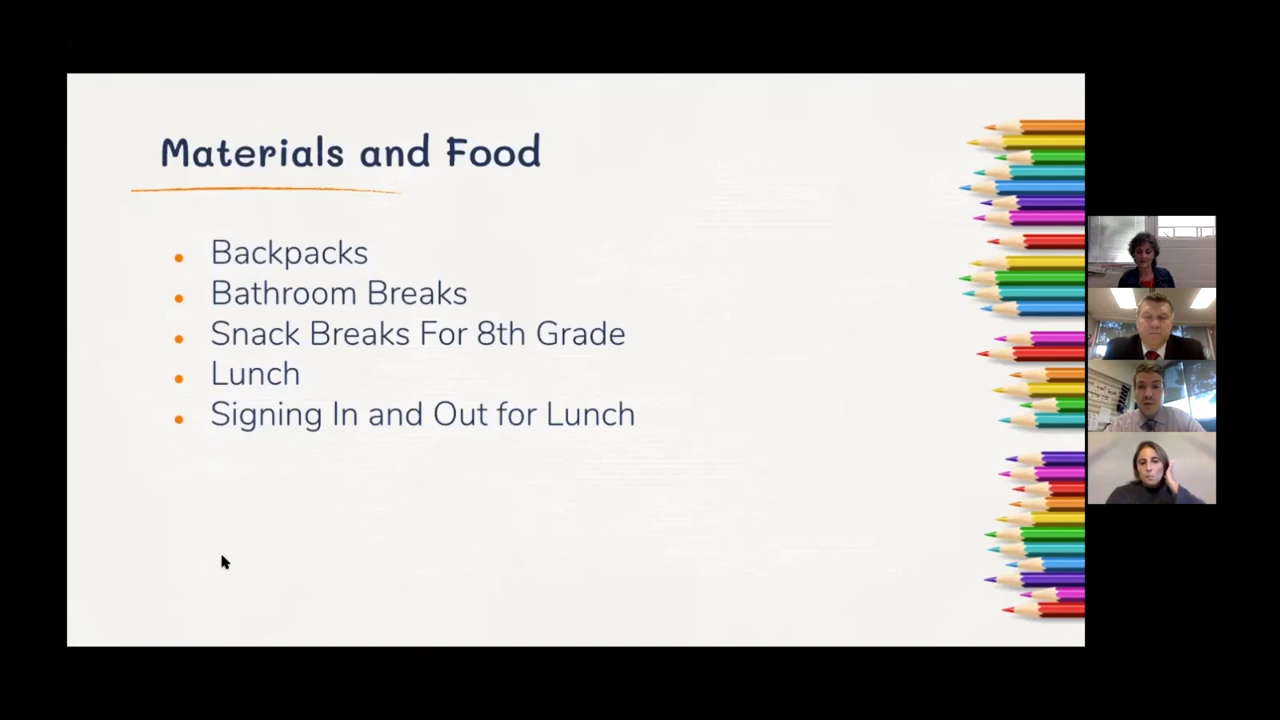 Materials and Food
Backpacks
Bathroom Breaks
Snack Breaks For 8th Grade
Lunch
Signing In and Out for Lunch